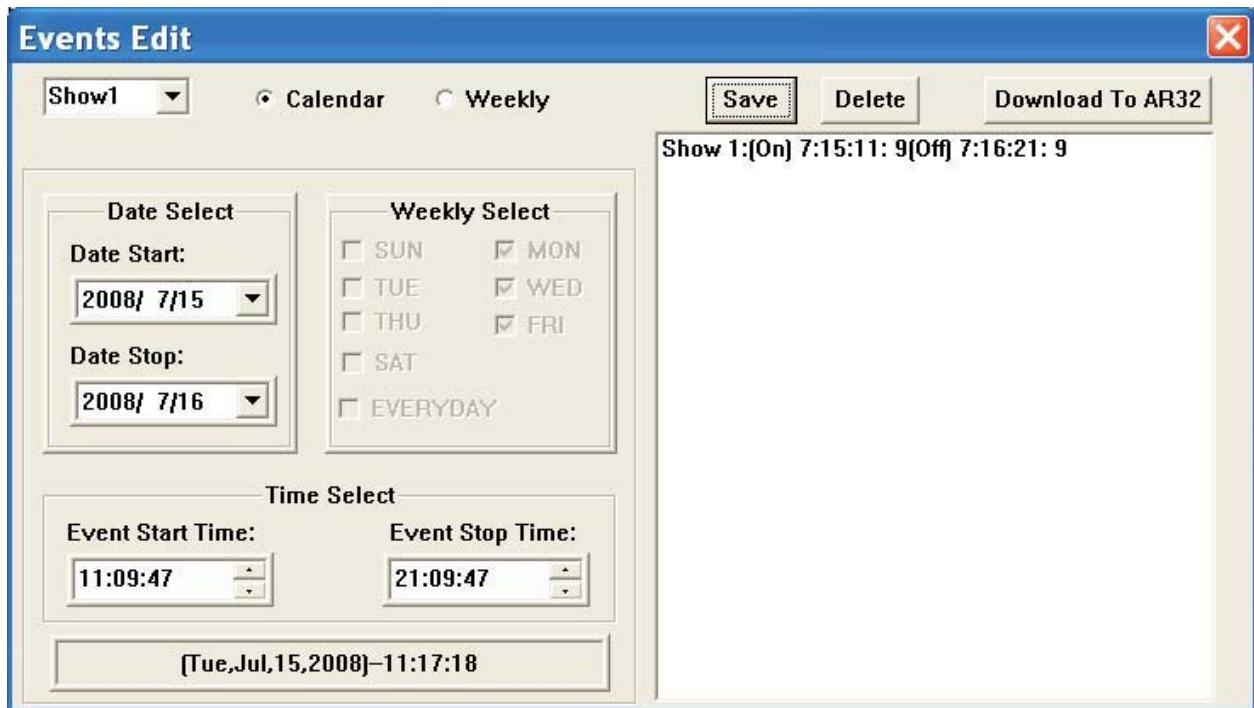 Events Edit
Show1
Calendar
Weekly
Save
Delete
Download To AR32
Show 1:(On) 7:15:11: 9(Off) 7:16:21: 9
Date Select
Date Start:
2008/ 7/15
Date Stop:
2008/ 7/16
Weekly Select
SUN
MON
TUE
WED
THU
FRI
SAT
EVERYDAY
Time Select
Event Start Time:
11:09:47
Event Stop Time:
21:09:47
(Tue,Jul,15,2008)–11:17:18